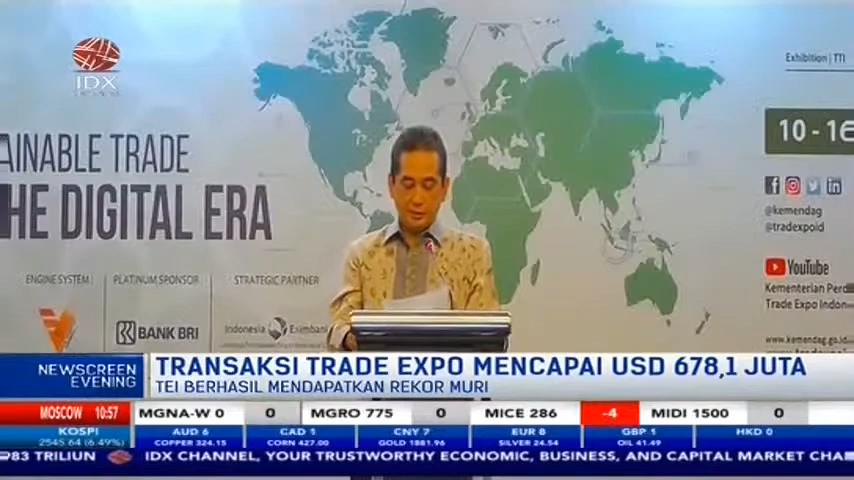 IDX
Exhibition | TTI
AINABLE TRADE
HE DIGITAL ERA
10 - 16
@kemendag
@tradexpoid
YouTube
Kementerian Perd
Trade Expo Indon
www.kemendag.go.id
ENGINE SYSTEM
PLATINUM SPONSOR
STRATEGIC PARTNER
BANK BRI
Indonesia Eximbank
NEWSCREEN
EVENING
TRANSAKSI TRADE EXPO MENCAPAI USD 678,1 JUTA
TEI BERHASIL MENDAPATKAN REKOR MURI
MOSCOW 10:57
MGNA-W 0 0 MGRO 775 0 MICE 286 -4 MIDI 1500 0
KOSPI AUD 6 CAD 1 CNY 7 EUR 8 GBP 1 HKD 0
2545.64 (6.49%) COPPER 324.15 CORN 427.00 GOLD 1881.96 SILVER 24.54 OIL 41.49
P83 TRILIUN IDX CHANNEL, YOUR TRUSTWORTHY ECONOMIC, BUSINESS, AND CAPITAL MARKET CHA